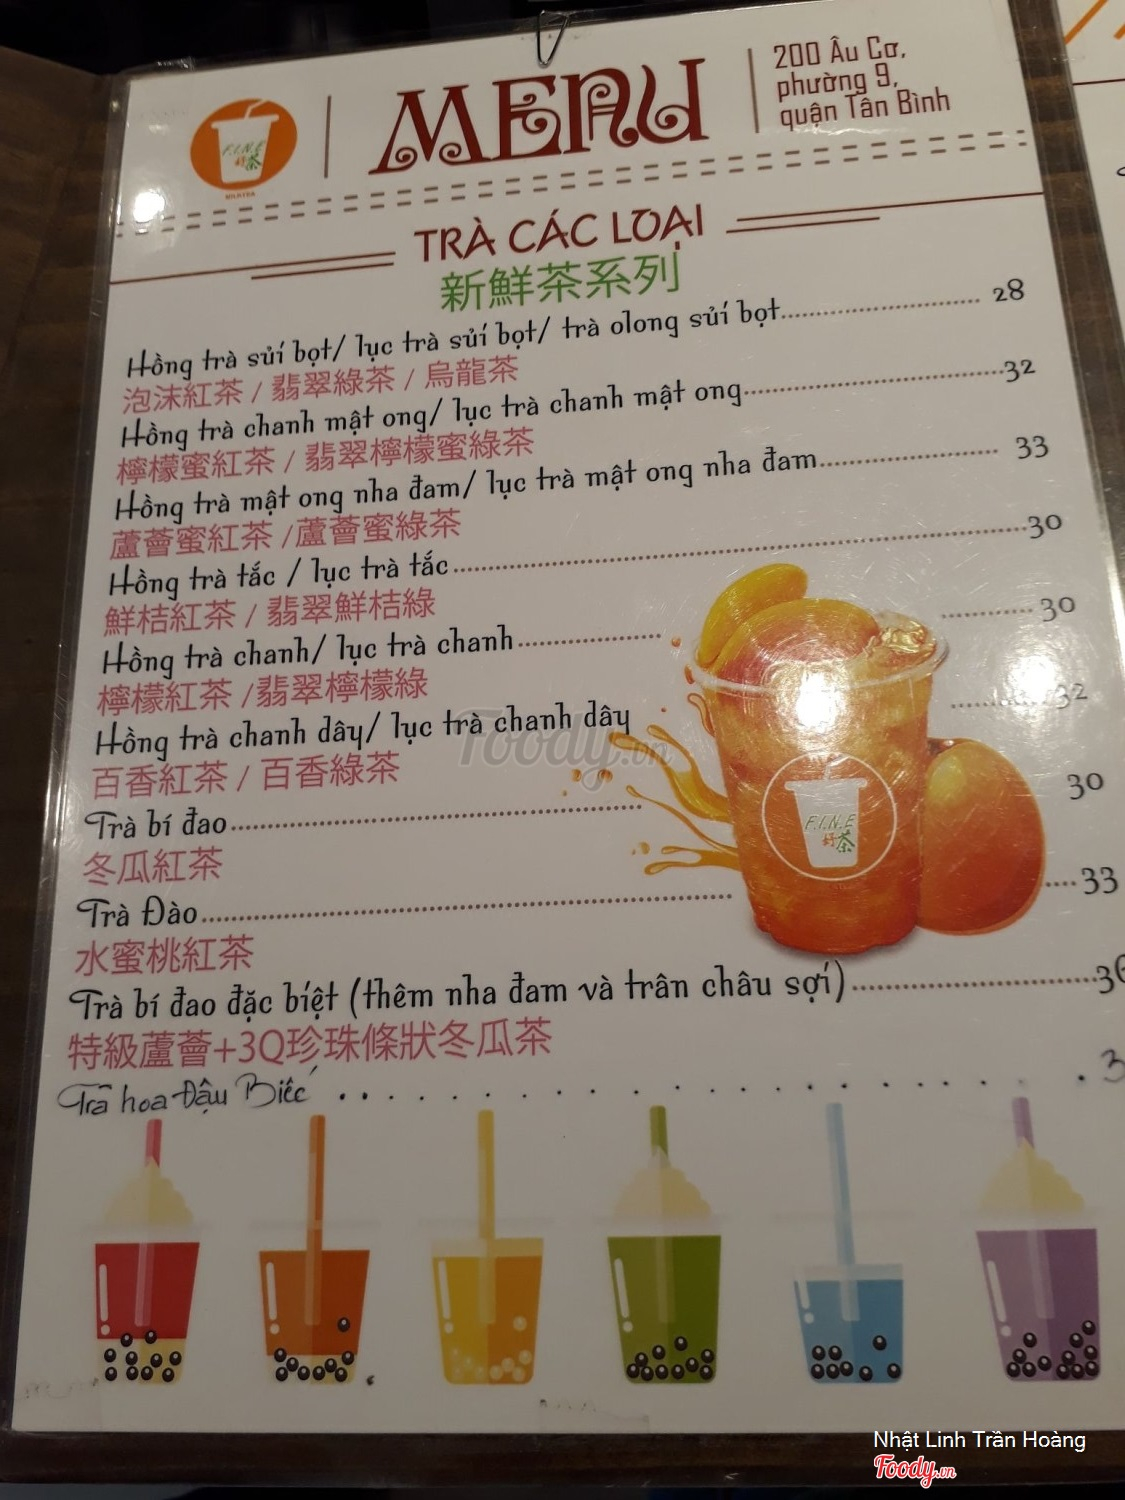 F.I.N.E
好茶
MILKTEA
MENU
200 Âu Cơ,
phường 9,
quận Tân Bình
TRÀ CÁC LOẠI
新鮮茶系列
Hồng trà sủi bọt/ lục trà sủi bọt/ trà olong sủi bọt 28
泡沫紅茶 / 翡翠綠茶 / 烏龍茶
Hồng trà chanh mật ong/ lục trà chanh mật ong 32
檸檬蜜紅茶 / 翡翠檸檬蜜綠茶
Hồng trà mật ong nha đam/ lục trà mật ong nha đam 33
蘆薈蜜紅茶 /蘆薈蜜綠茶
Hồng trà tắc / lục trà tắc 30
鮮桔紅茶 / 翡翠鮮桔綠
Hồng trà chanh/ lục trà chanh 30
檸檬紅茶 /翡翠檸檬綠
Hồng trà chanh dây/ lục trà chanh dây 32
百香紅茶 / 百香綠茶
Trà bí đao 30
冬瓜紅茶
Trà Đào 33
水蜜桃紅茶
Trà bí đao đặc biệt (thêm nha đam và trân châu sợi) 36
特級蘆薈+3Q珍珠條狀冬瓜茶
Trà hoa Đậu Biếc 3
F.I.N.E
好茶
Foody.vn
Nhật Linh Trần Hoàng
Foody.vn